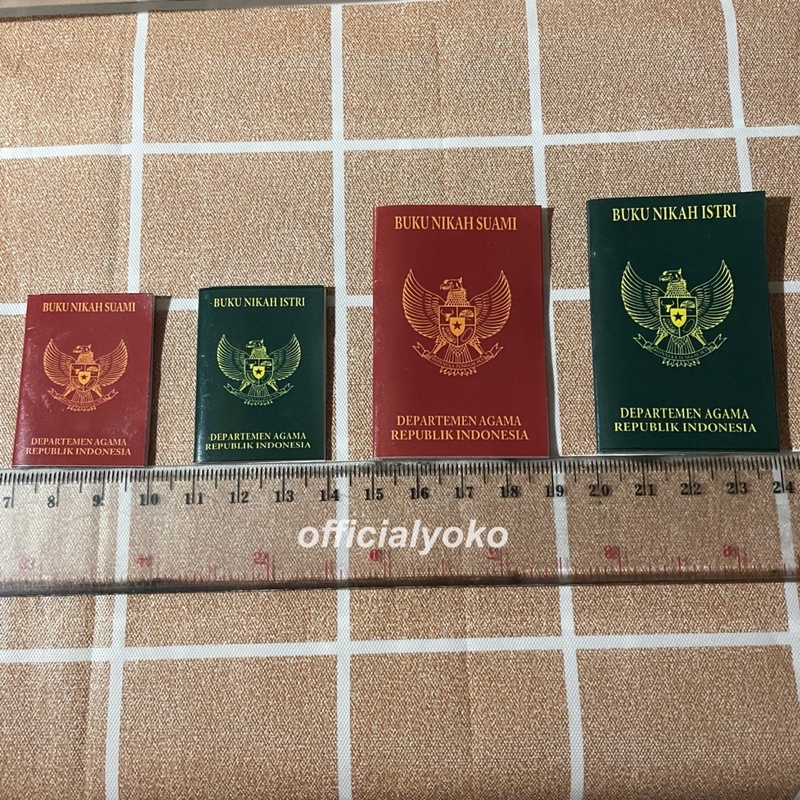 BUKU NIKAH SUAMI
DEPARTEMEN AGAMA
REPUBLIK INDONESIA
BUKU NIKAH ISTRI
DEPARTEMEN AGAMA
REPUBLIK INDONESIA
BUKU NIKAH SUAMI
DEPARTEMEN AGAMA
REPUBLIK INDONESIA
BUKU NIKAH ISTRI
DEPARTEMEN AGAMA
REPUBLIK INDONESIA
7 8 9 10 11 12 13 14 15 16 17 18 19 20 21 22 23 24
officialyoko